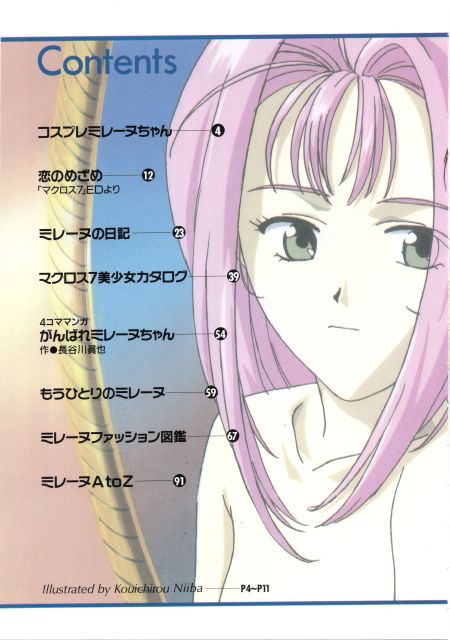 Contents
コスプレミレーヌちゃん 4
恋のめざめ 12
「マクロス7」EDより
ミレーヌの日記 23
マクロス7美少女カタログ 39
4コママンガ
がんばれミレーヌちゃん 54
作●長谷川眞也
もうひとりのミレーヌ 59
ミレーヌファッション図鑑 67
ミレーヌAtoZ 91
Illustrated by Kouichirou Niiba P4~P11